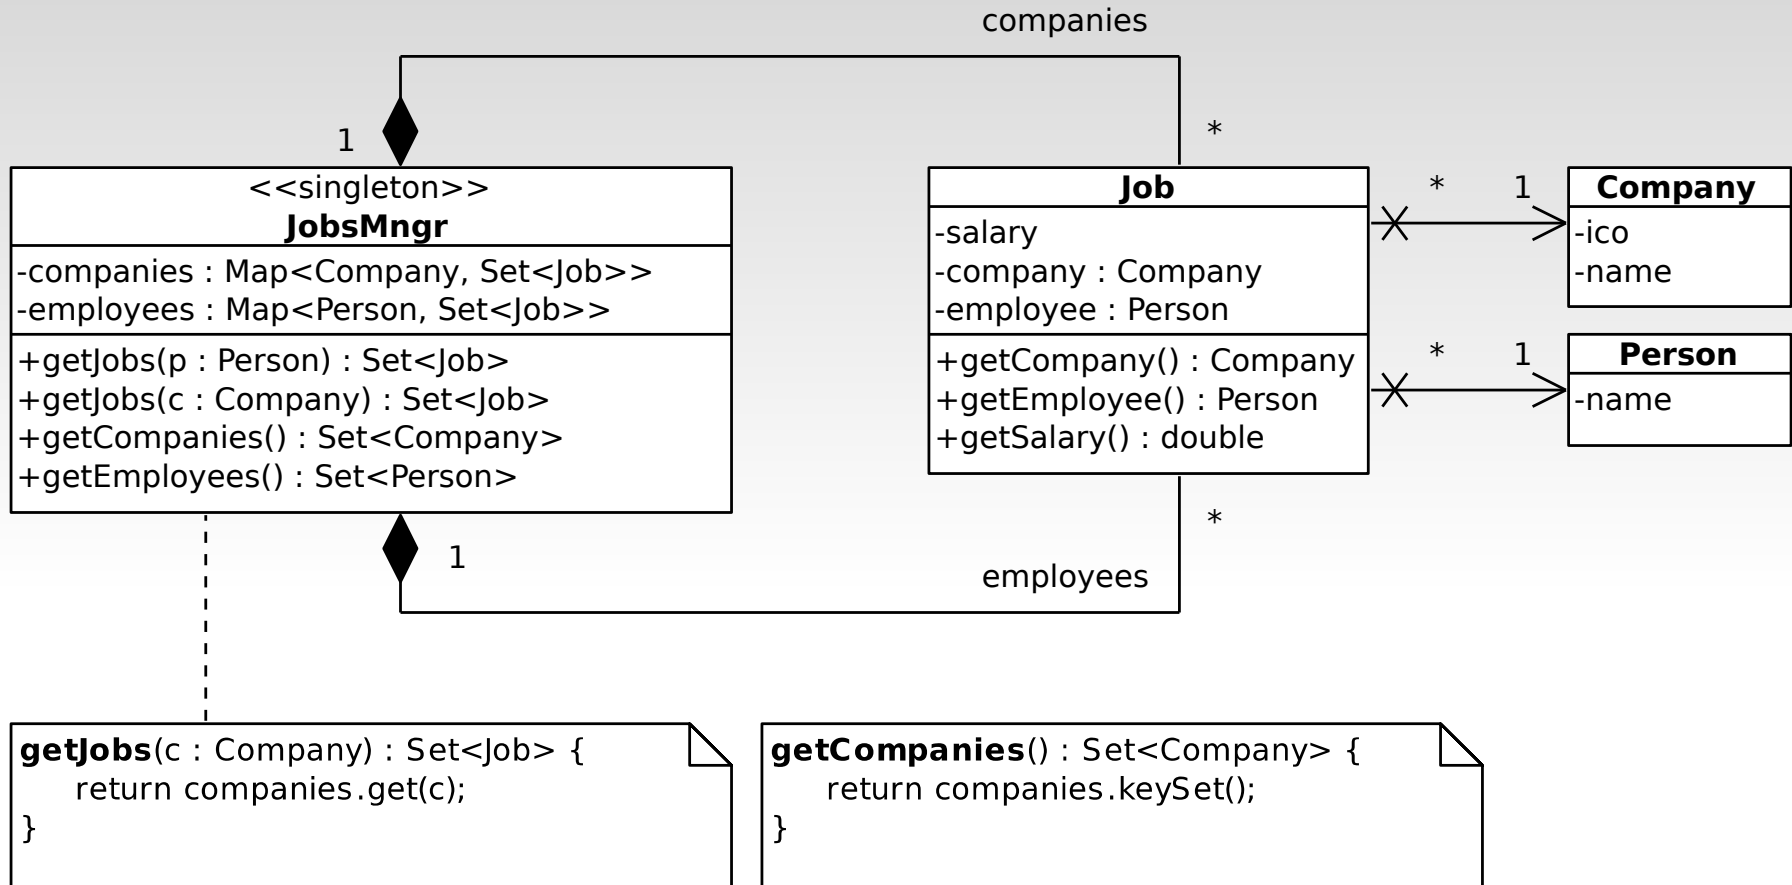 companies
1
*
<<singleton>>
JobsMngr
-companies : Map<Company, Set<Job>>
-employees : Map<Person, Set<Job>>
+getJobs(p : Person) : Set<Job>
+getJobs(c : Company) : Set<Job>
+getCompanies() : Set<Company>
+getEmployees() : Set<Person>
Job
-salary
-company : Company
-employee : Person
+getCompany() : Company
+getEmployee() : Person
+getSalary() : double
* 1
Company
-ico
-name
* 1
Person
-name
*
1
employees
getJobs(c : Company) : Set<Job> {
return companies.get(c);
}
getCompanies() : Set<Company> {
return companies.keySet();
}